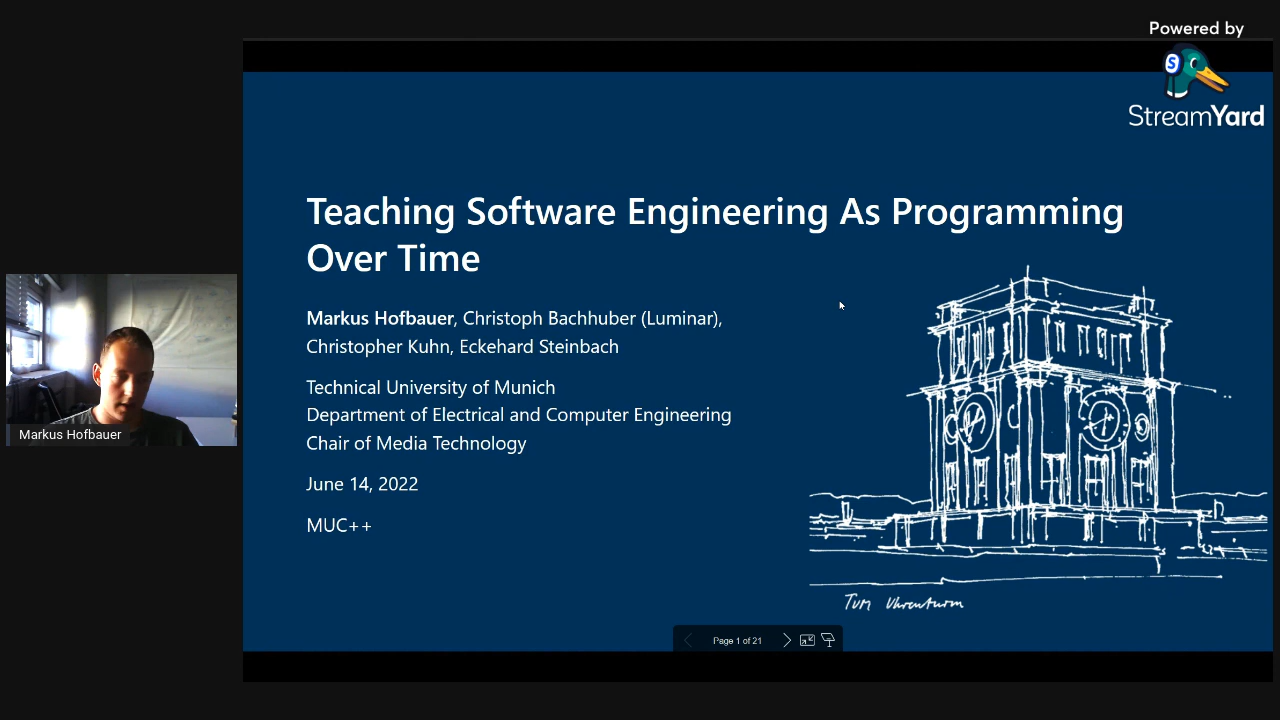 Powered by
S
StreamYard
Teaching Software Engineering As Programming
Over Time
Markus Hofbauer, Christoph Bachhuber (Luminar),
Christopher Kuhn, Eckehard Steinbach
Technical University of Munich
Department of Electrical and Computer Engineering
Chair of Media Technology
June 14, 2022
MUC++
Markus Hofbauer
TUM Uhrenturm
Page 1 of 21